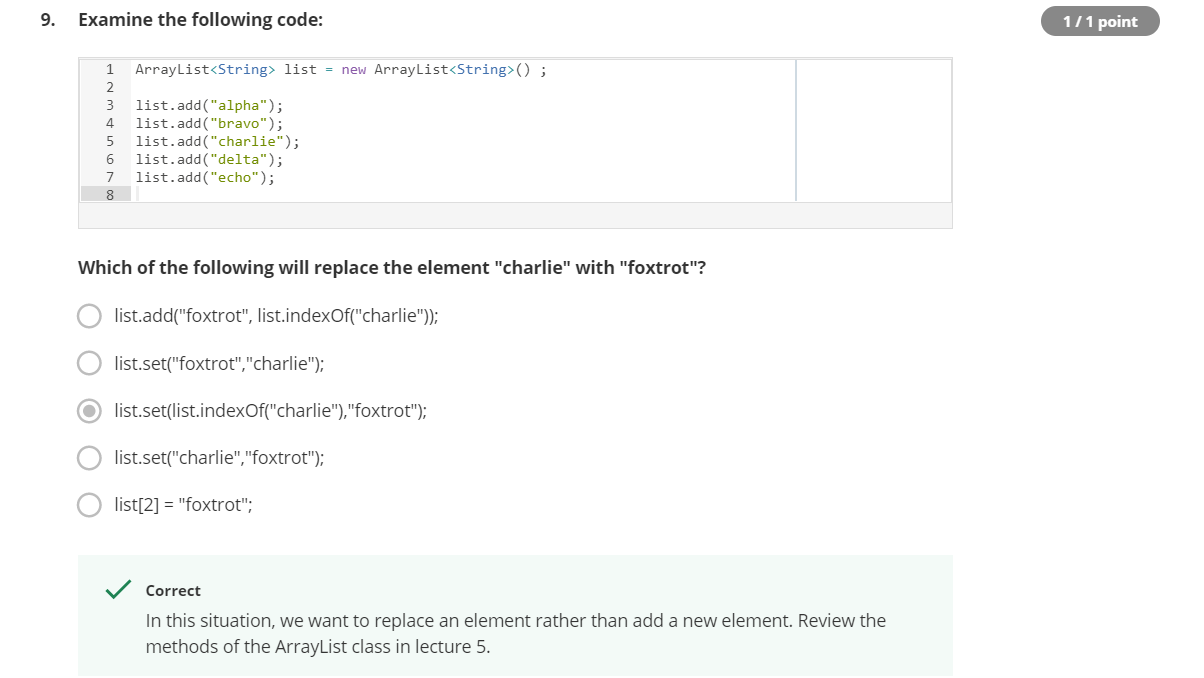 9. Examine the following code:
1 / 1 point
1 ArrayList<String> list = new ArrayList<String>() ;
2
3 list.add("alpha");
4 list.add("bravo");
5 list.add("charlie");
6 list.add("delta");
7 list.add("echo");
8
Which of the following will replace the element "charlie" with "foxtrot"?
list.add("foxtrot", list.indexOf("charlie"));
list.set("foxtrot","charlie");
list.set(list.indexOf("charlie"),"foxtrot");
list.set("charlie","foxtrot");
list[2] = "foxtrot";
Correct
In this situation, we want to replace an element rather than add a new element. Review the
methods of the ArrayList class in lecture 5.